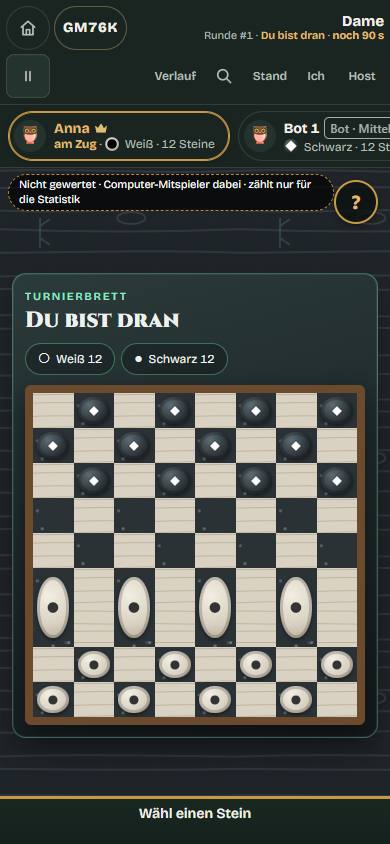 GM76K
Dame
Runde #1 · Du bist dran · noch 90 s
Verlauf
Stand
Ich
Host
Anna
am Zug · Weiß · 12 Steine
Bot 1 Bot · Mittel
Schwarz · 12 St
Nicht gewertet · Computer-Mitspieler dabei · zählt nur für
die Statistik
?
TURNIERBRETT
Du bist dran
Weiß 12
Schwarz 12
Wähl einen Stein